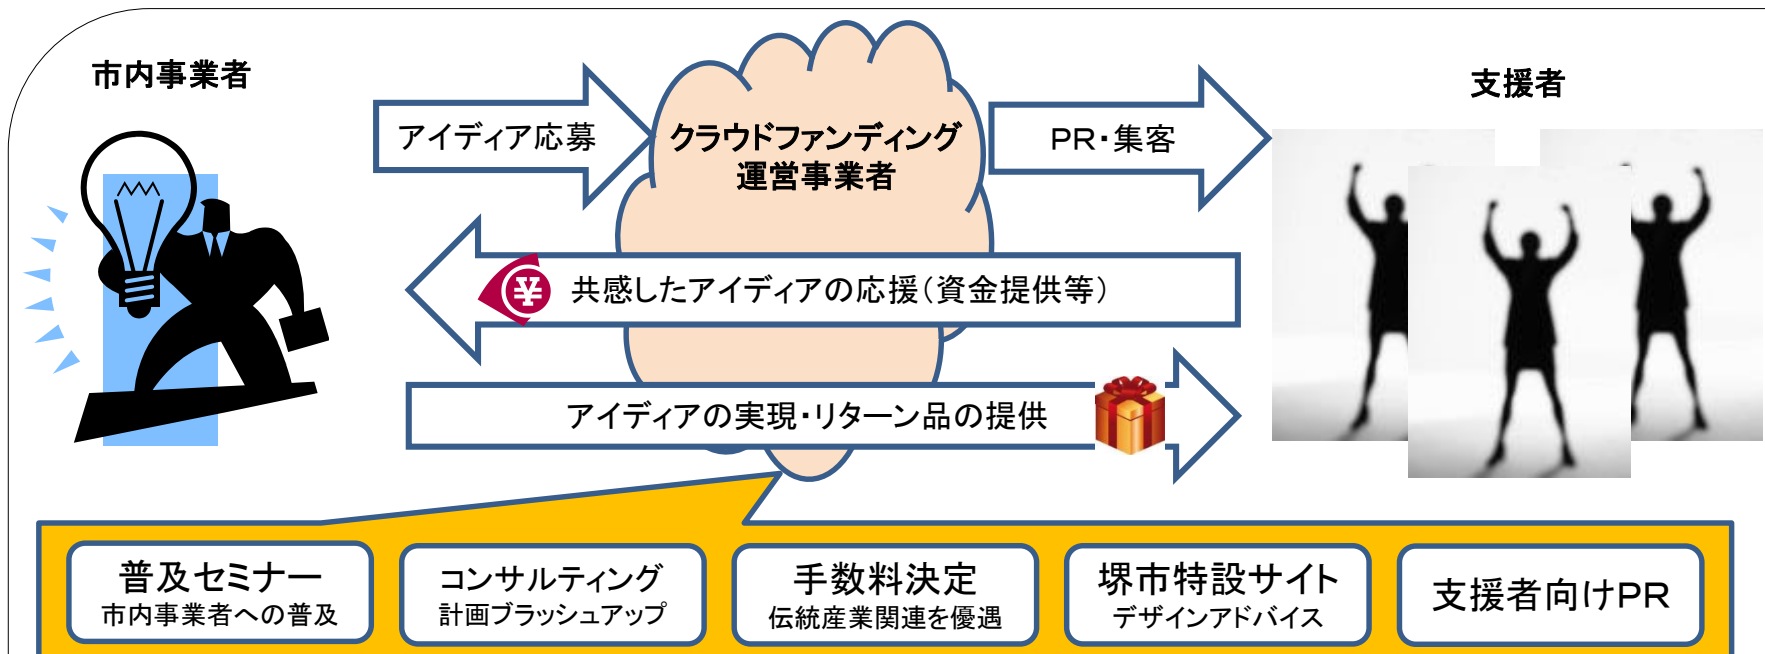 市内事業者
支援者
アイディア応募
クラウドファンディング
運営事業者
PR・集客
¥
共感したアイディアの応援(資金提供等)
アイディアの実現・リターン品の提供
普及セミナー
市内事業者への普及
コンサルティング
計画ブラッシュアップ
手数料決定
伝統産業関連を優遇
堺市特設サイト
デザインアドバイス
支援者向けPR